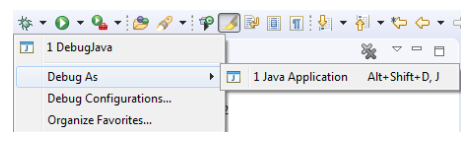 1 DebugJava
Debug As
1 Java Application Alt+Shift+D, J
Debug Configurations...
Organize Favorites...